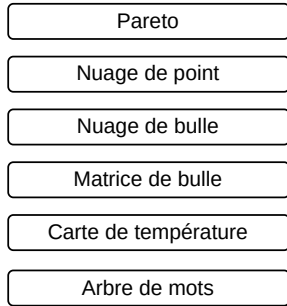 Pareto
Nuage de point
Nuage de bulle
Matrice de bulle
Carte de température
Arbre de mots